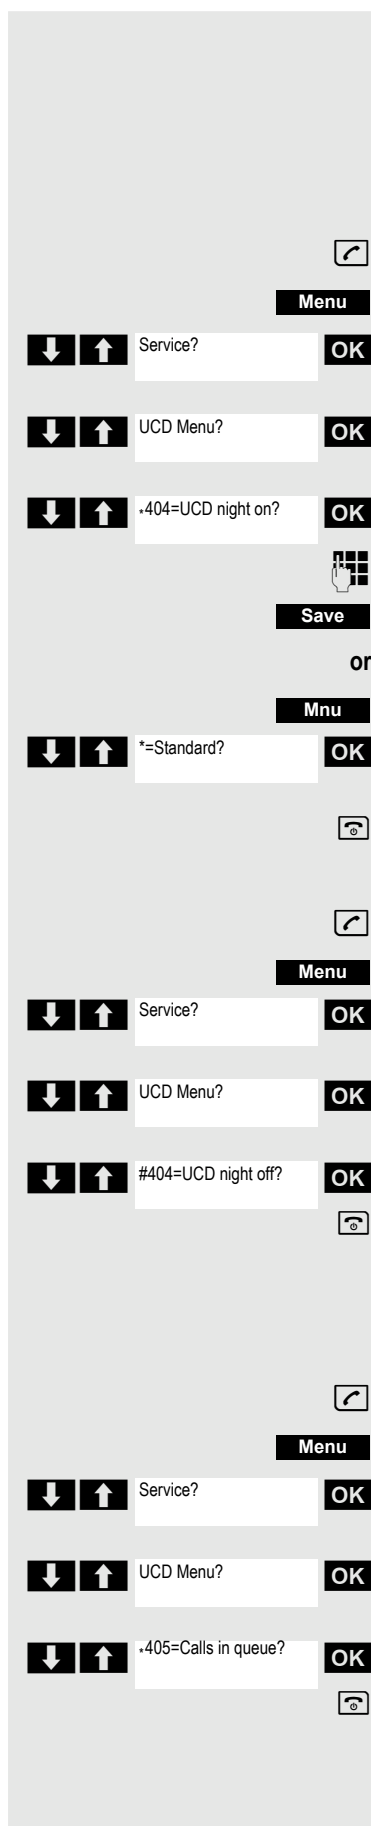 Menu
Service? OK
UCD Menu? OK
*404=UCD night on? OK
Save
or
Mnu
*=Standard? OK
Menu
Service? OK
UCD Menu? OK
#404=UCD night off? OK
Menu
Service? OK
UCD Menu? OK
*405=Calls in queue? OK